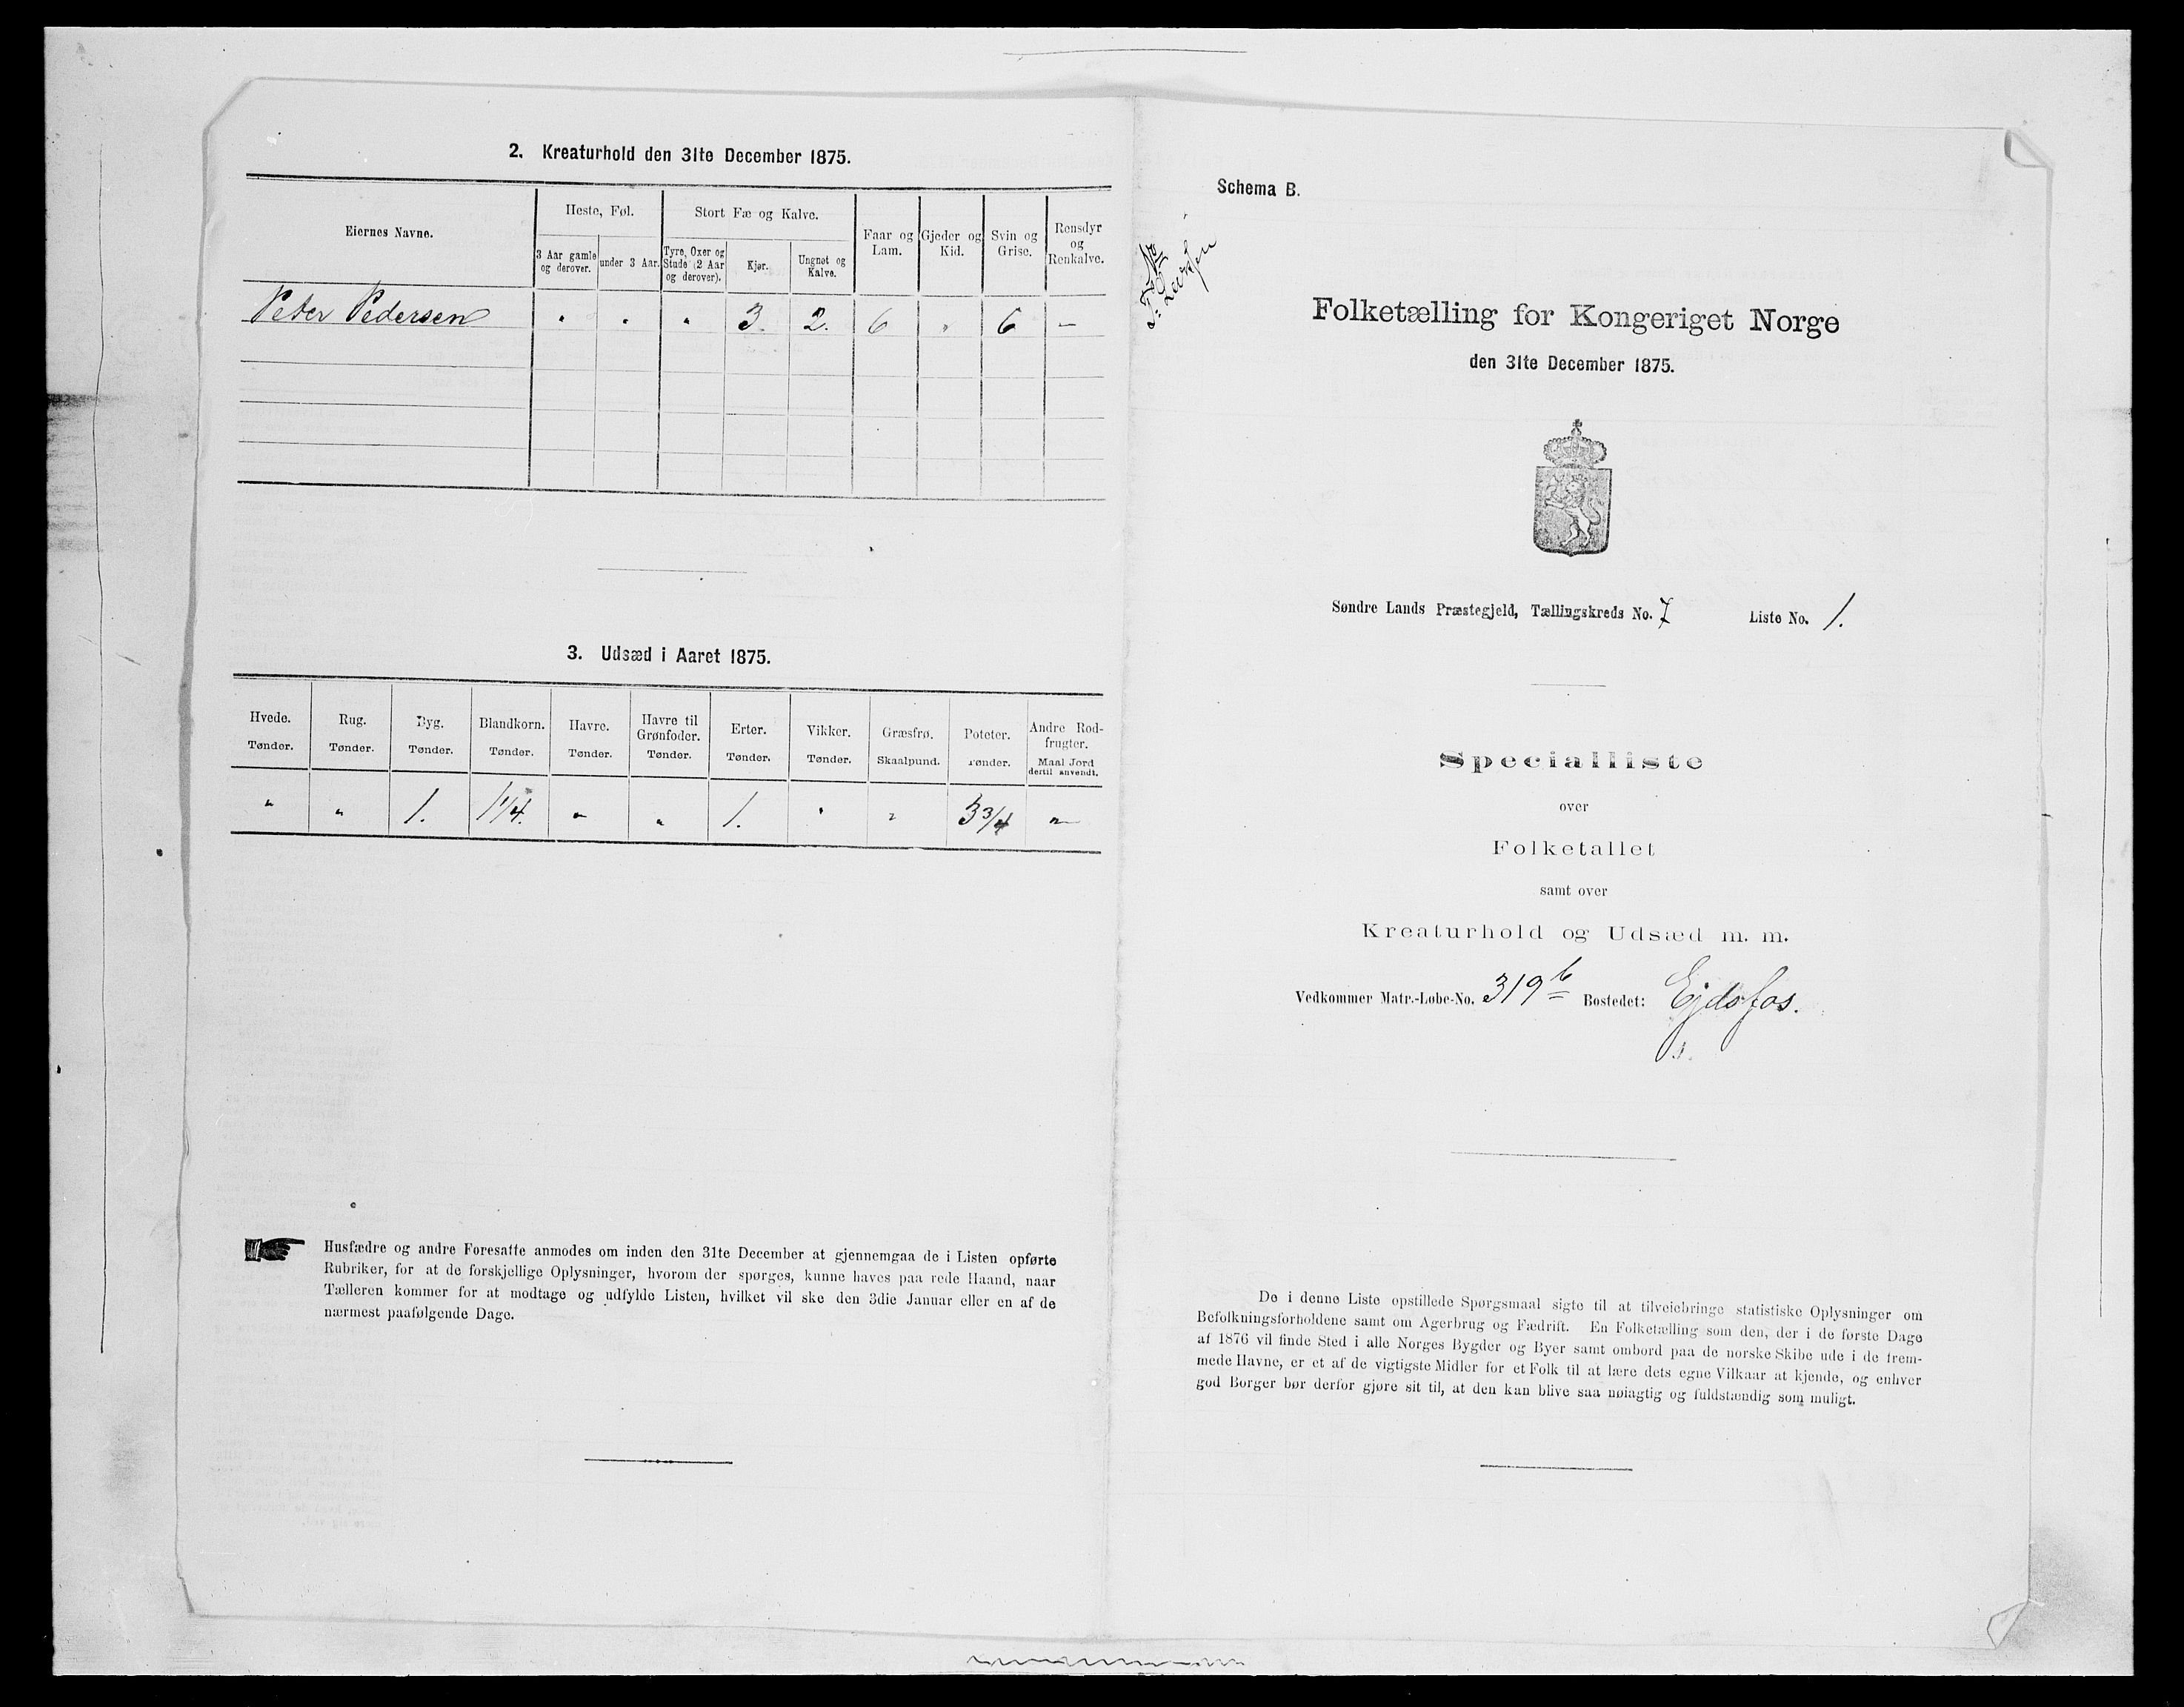 2. Kreaturhold den 31te December 1875.
Eiernes Navne.
Heste, Føl.
Stort Fæ og Kalve.
Faar og Lam.
Gjeder og Kid.
Svin og Grise.
Rensdyr og Renkalve.
3 Aar gamle og derover.
under 3 Aar.
Tyre, Oxer og Stude (2 Aar og derover).
Kjør.
Ungnøt og Kalve.
Peter Pedersen " " " 3. 2. 6 " 6 –
3. Udsæd i Aaret 1875.
Hvede. Rug. Byg. Blandkorn. Havre. Havre til Grønfoder. Erter. Vikker. Græsfrø. Poteter. Andre Rodfrugter.
Tønder. Tønder. Tønder. Tønder. Tønder. Tønder. Tønder. Tønder. Skaalpund. Tønder. Maal Jord dertil anvendt.
" " 1. 1 1/4. " " 1. " " 3 3/4 "
Husfædre og andre Foresatte anmodes om inden den 31te December at gjennemgaa de i Listen opførte
Rubriker, for at de forskjellige Oplysninger, hvorom der spørges, kunne haves paa rede Haand, naar
Tælleren kommer for at modtage og udfylde Listen, hvilket vil ske den 3die Januar eller en af de
nærmest paafølgende Dage.
Schema B.
Folketælling for Kongeriget Norge
den 31te December 1875.
Søndre Lands Præstegjeld, Tællingskreds No. 7 Liste No. 1.
Specialliste
over
Folketallet
samt over
Kreaturhold og Udsæd m. m.
Vedkommer Matr.-Løbe-No. 319 b Bostedet: Ejdsfos.
De i denne Liste opstillede Spørgsmaal sigte til at tilveiebringe statistiske Oplysninger om
Befolkningsforholdene samt om Agerbrug og Fædrift. En Folketælling som den, der i de første Dage
af 1876 vil finde Sted i alle Norges Bygder og Byer samt ombord paa de norske Skibe ude i de frem-
mede Havne, er et af de vigtigste Midler for et Folk til at lære dets egne Vilkaar at kjende, og enhver
god Borger bør derfor gjøre sit til, at den kan blive saa nøiagtig og fuldstændig som muligt.